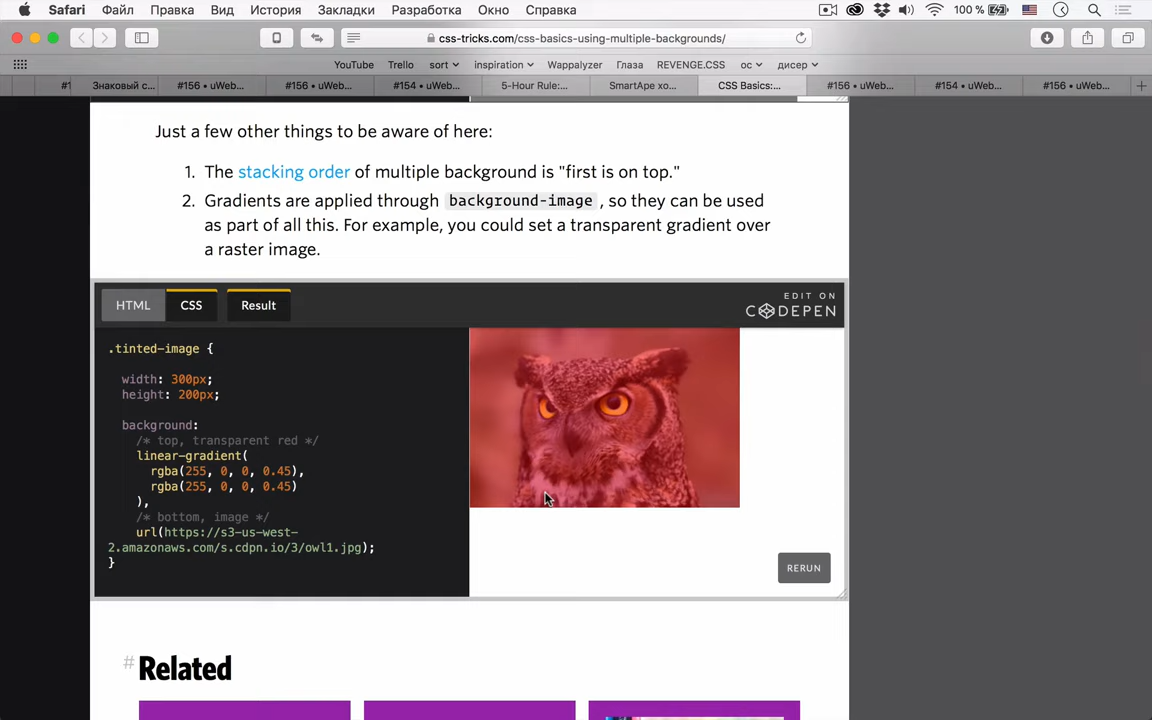 Safari Файл Правка Вид История Закладки Разработка Окно Справка 100 %
css-tricks.com/css-basics-using-multiple-backgrounds/
YouTube Trello sort inspiration Wappalyzer Глаза REVENGE.CSS ос дисер
#1 Знаковый с... #156 • uWeb... #156 • uWeb... #154 • uWeb... 5-Hour Rule:... SmartApe хо... CSS Basics:... #156 • uWeb... #154 • uWeb... #156 • uWeb...
Just a few other things to be aware of here:
1. The stacking order of multiple background is "first is on top."
2. Gradients are applied through background-image , so they can be used
as part of all this. For example, you could set a transparent gradient over
a raster image.
HTML CSS Result
EDIT ON
CODEPEN
.tinted-image {
width: 300px;
height: 200px;
background:
/* top, transparent red */
linear-gradient(
rgba(255, 0, 0, 0.45),
rgba(255, 0, 0, 0.45)
),
/* bottom, image */
url(https://s3-us-west-
2.amazonaws.com/s.cdpn.io/3/owl1.jpg);
}
RERUN
# Related